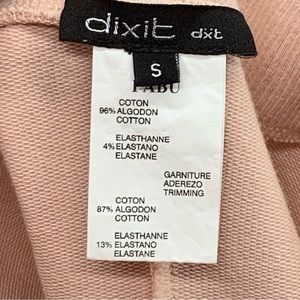 dixit dxt
S
COTON
96% ALGODON
COTTON
ELASTHANNE
4% ELASTANO
ELASTANE
GARNITURE
ADEREZO
TRIMMING
COTON
87% ALGODON
COTTON
ELASTHANNE
13% ELASTANO
ELASTANE